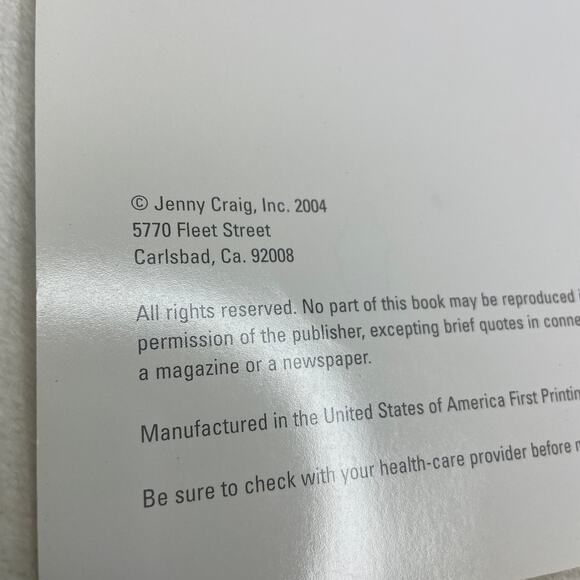 © Jenny Craig, Inc. 2004
5770 Fleet Street
Carlsbad, Ca. 92008
All rights reserved. No part of this book may be reproduced
permission of the publisher, excepting brief quotes in conne
a magazine or a newspaper.
Manufactured in the United States of America First Printin
Be sure to check with your health-care provider before